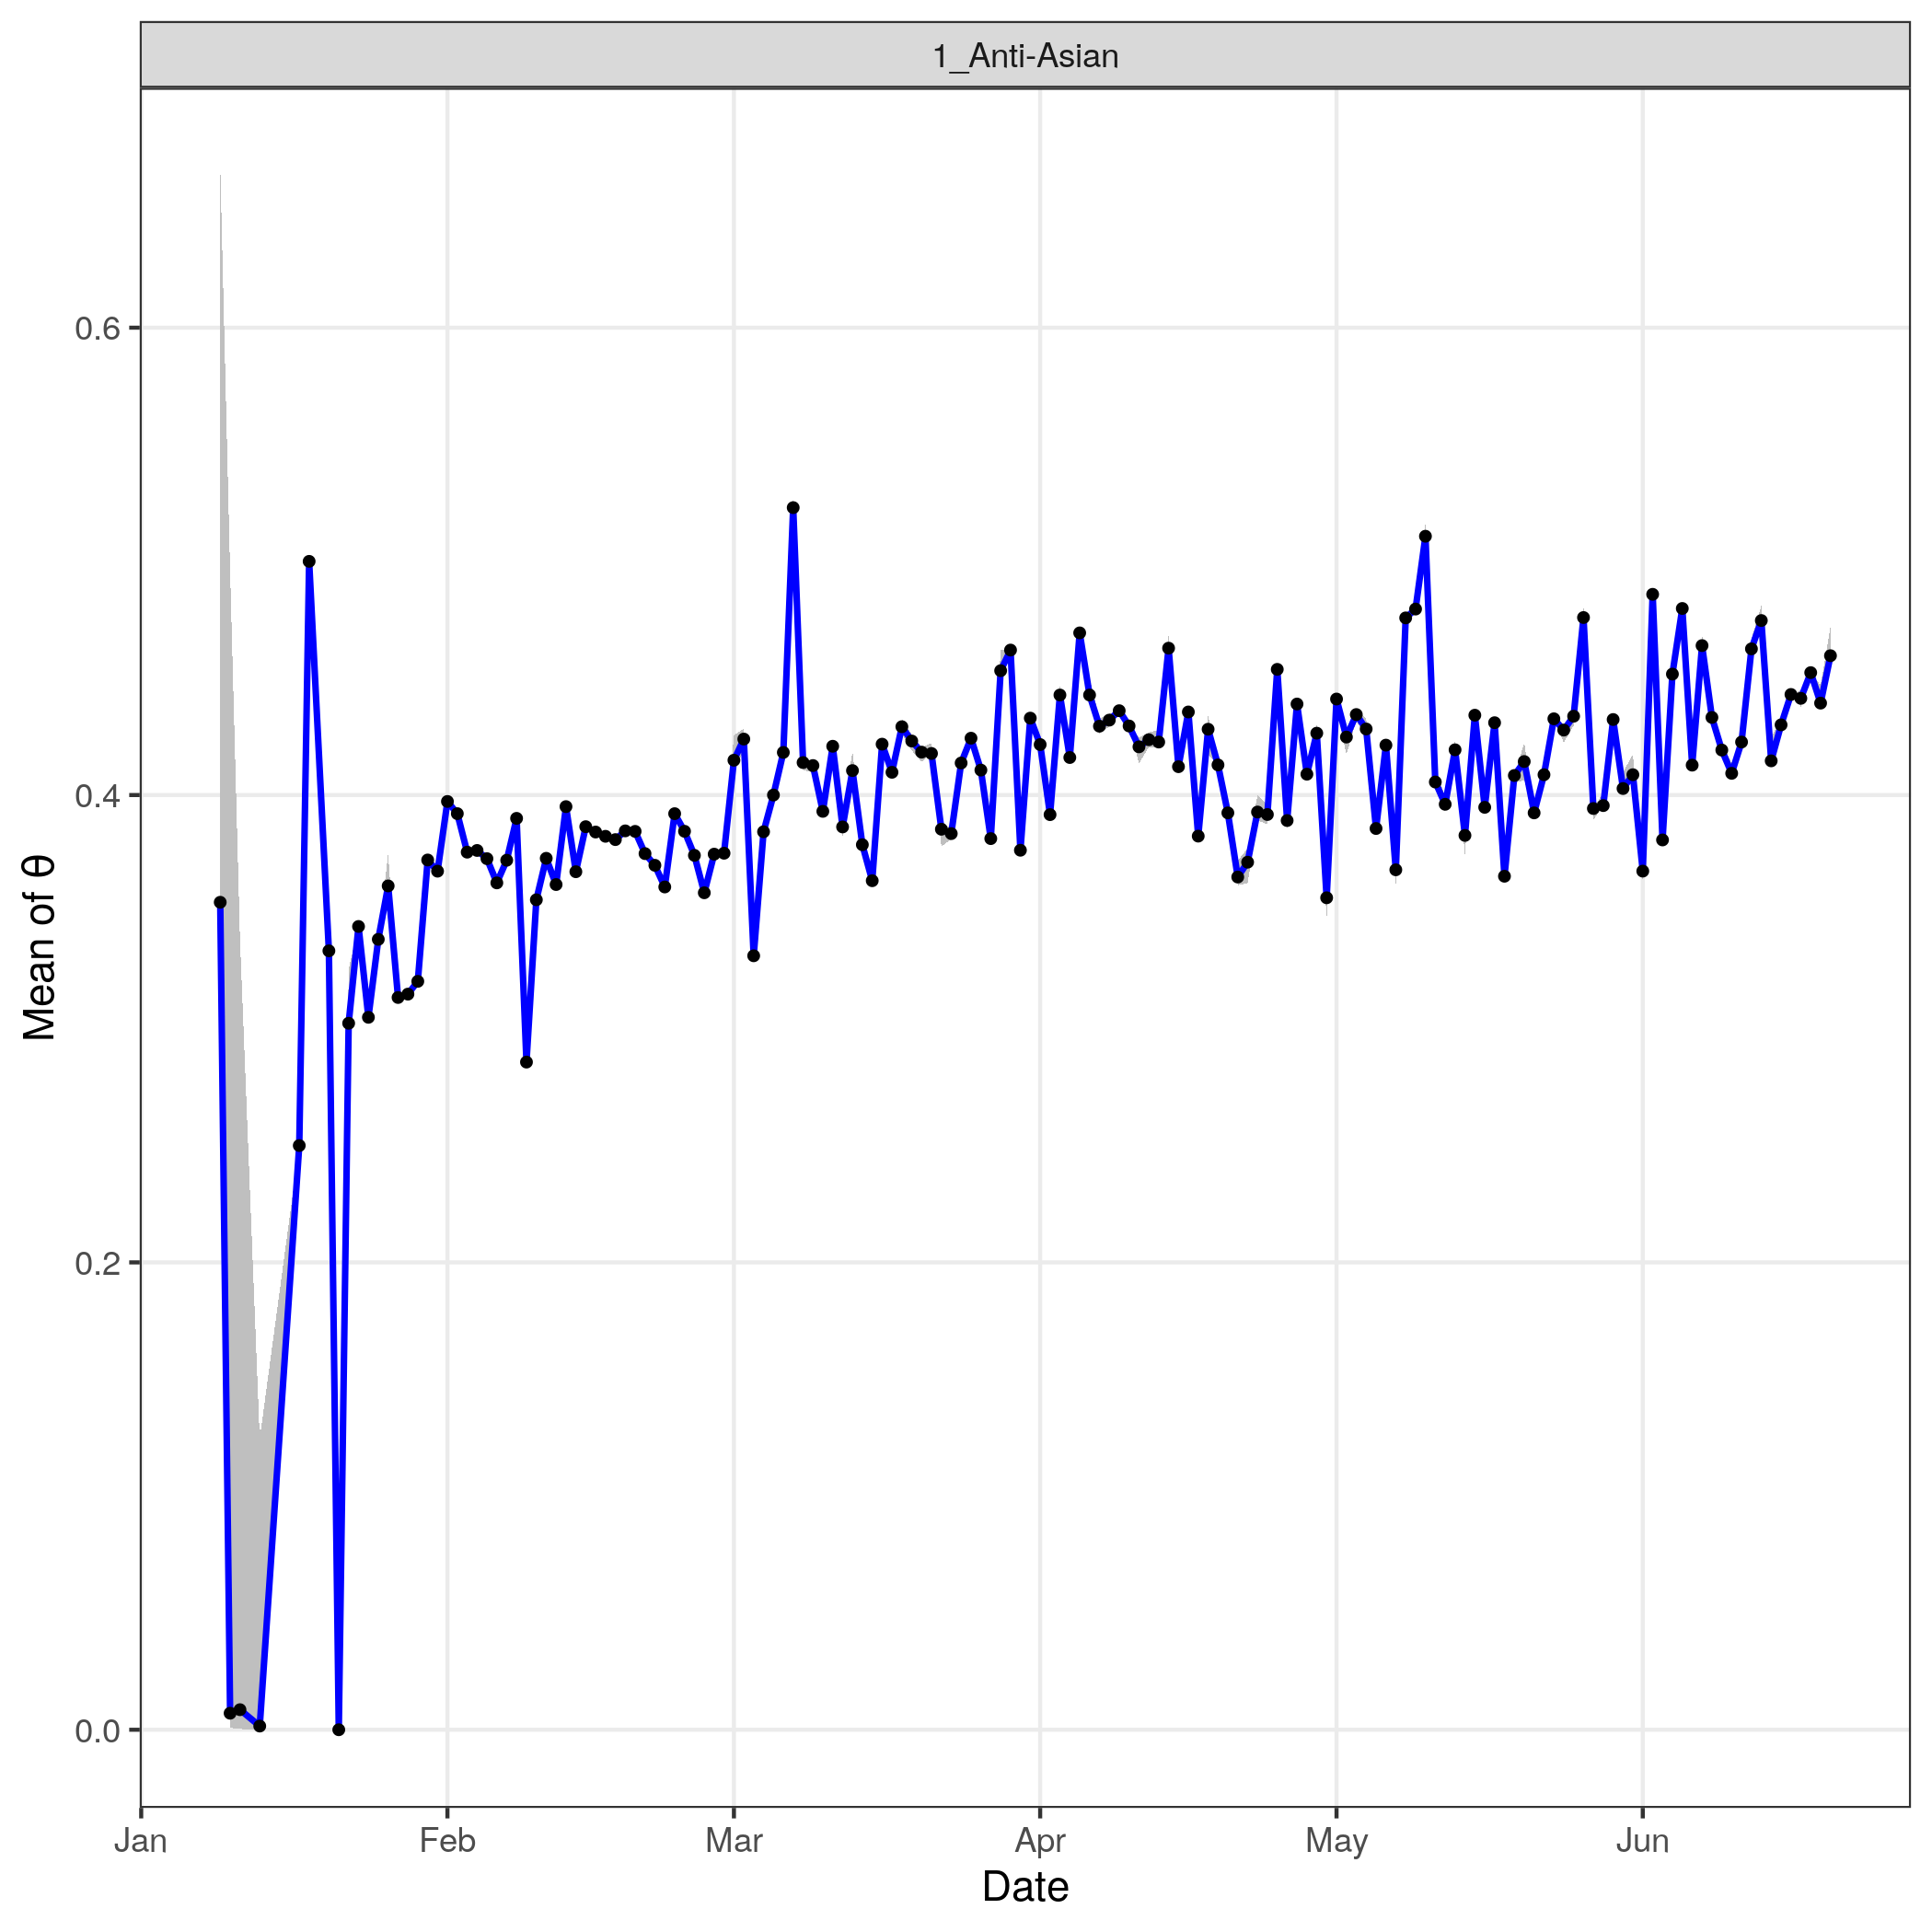 1_Anti-Asian
Mean of θ
0.6
0.4
0.2
0.0
Jan Feb Mar Apr May Jun
Date